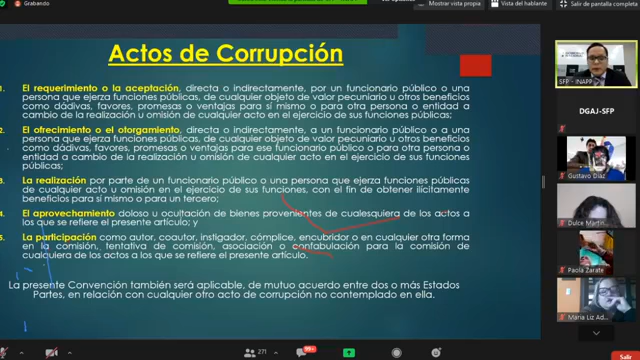 Grabando
Mostrar vista propia
Vista del hablante
Salir de pantalla completa
Actos de Corrupción
1. El requerimiento o la aceptación, directa o indirectamente, por un funcionario público o una
persona que ejerza funciones públicas, de cualquier objeto de valor pecuniario u otros beneficios
como dádivas, favores, promesas o ventajas para sí mismo o para otra persona o entidad a
cambio de la realización u omisión de cualquier acto en el ejercicio de sus funciones públicas;
2. El ofrecimiento o el otorgamiento, directa o indirectamente, a un funcionario público o a una
persona que ejerza funciones públicas, de cualquier objeto de valor pecuniario u otros beneficios
como dádivas, favores, promesas o ventajas para ese funcionario público o para otra persona o
entidad a cambio de la realización u omisión de cualquier acto en el ejercicio de sus funciones
públicas;
3. La realización por parte de un funcionario público o una persona que ejerza funciones públicas
de cualquier acto u omisión en el ejercicio de sus funciones, con el fin de obtener ilícitamente
beneficios para sí mismo o para un tercero;
4. El aprovechamiento doloso u ocultación de bienes provenientes de cualesquiera de los actos a
los que se refiere el presente artículo; y
5. La participación como autor, coautor, instigador, cómplice, encubridor o en cualquier otra forma
en la comisión, tentativa de comisión, asociación o confabulación para la comisión de
cualquiera de los actos a los que se refiere el presente artículo.
La presente Convención también será aplicable, de mutuo acuerdo entre dos o más Estados
Partes, en relación con cualquier otro acto de corrupción no contemplado en ella.
SFP - INAPP
DGAJ-SFP
Gustavo Diaz
Dulce Martinez
Paola Zarate
Maria Liz Ad...
271
99+
Salir